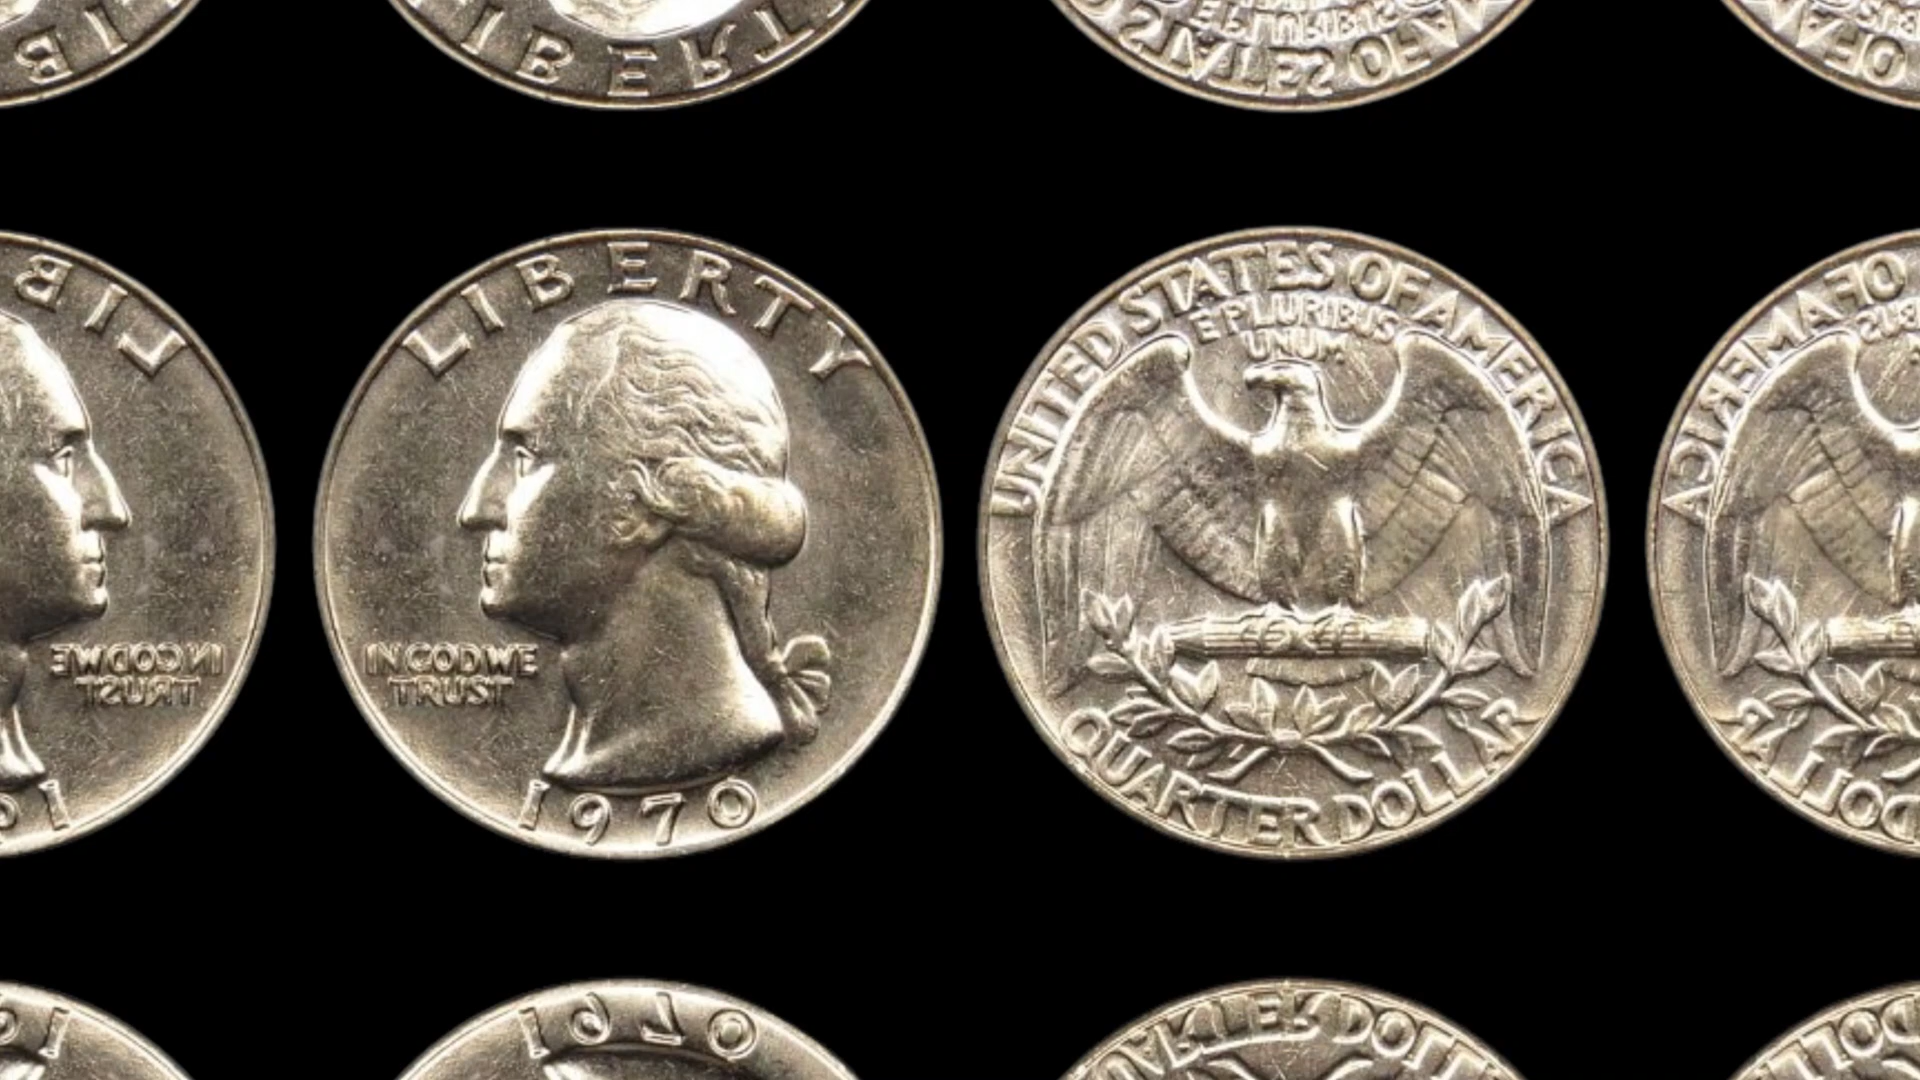 LIBERTY
IN GOD WE
TRUST
1970
UNITED STATES OF AMERICA
E PLURIBUS
UNUM
QUARTER DOLLAR